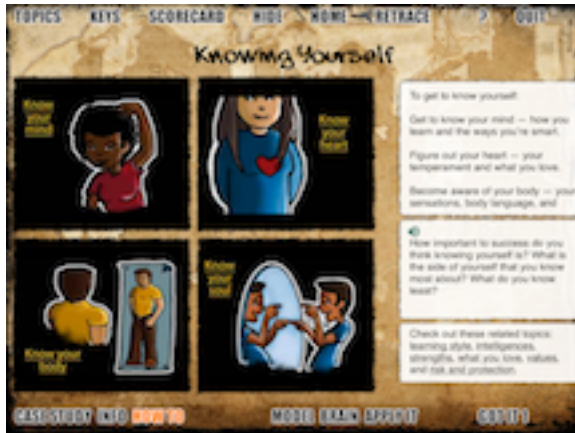 TOPICS KEYS SCORECARD HIDE HOME RETRACE ? QUIT
Knowing Yourself
Know
your
mind
Know
your
heart
Know your
body
Know
your
soul
To get to know yourself:
Get to know your mind — how you
learn and the ways you're smart.
Figure out your heart — your
temperament and what you love.
Become aware of your body — your
sensations, body language, and
How important to success do you
think knowing yourself is? What is
the side of yourself that you know
most about? What do you know
least?
Check out these related topics:
learning style, intelligences,
strengths, what you love, values,
and risk and protection.
CASE STUDY INFO HOW TO MODEL BRAIN APPLY IT GOT IT!